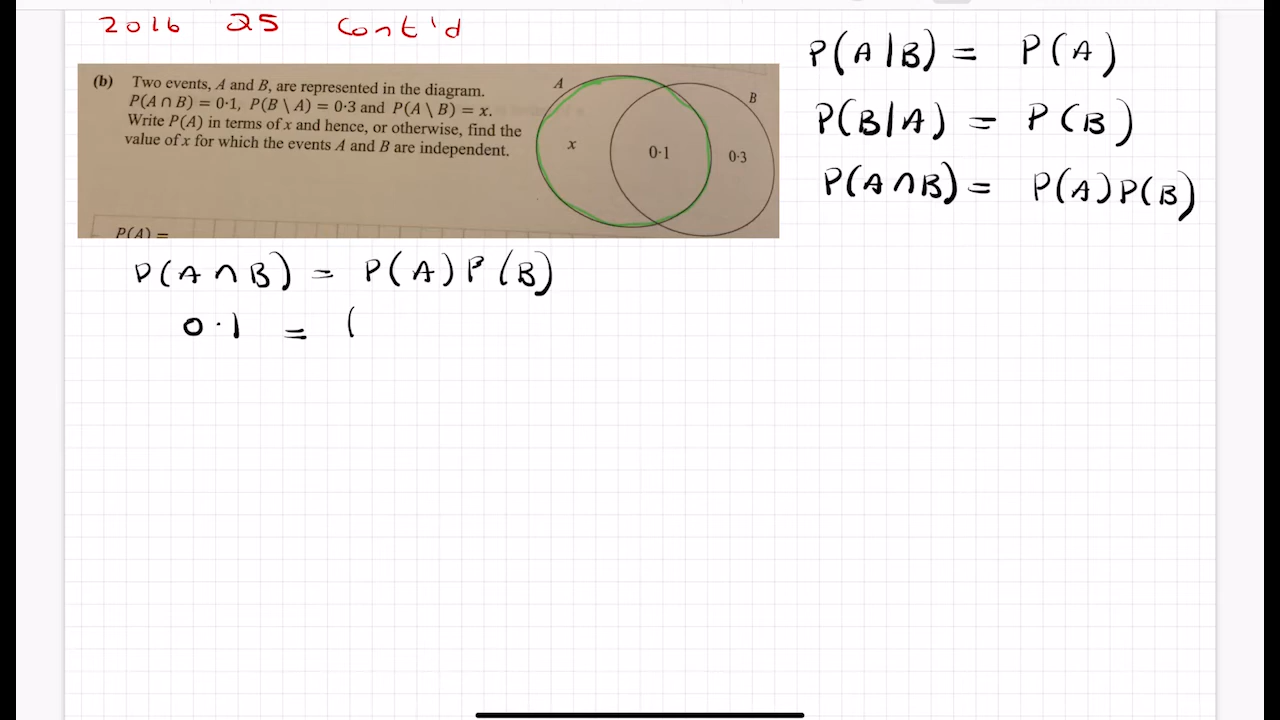 2016 Q5 Cont'd
(b) Two events, A and B, are represented in the diagram.
P(A ∩ B) = 0·1, P(B \ A) = 0·3 and P(A \ B) = x.
Write P(A) in terms of x and hence, or otherwise, find the
value of x for which the events A and B are independent.
A
B
x
0·1
0·3
P(A) =
P(A|B) = P(A)
P(B|A) = P(B)
P(A∩B) = P(A)P(B)
P(A∩B) = P(A)P(B)
0·1 = (